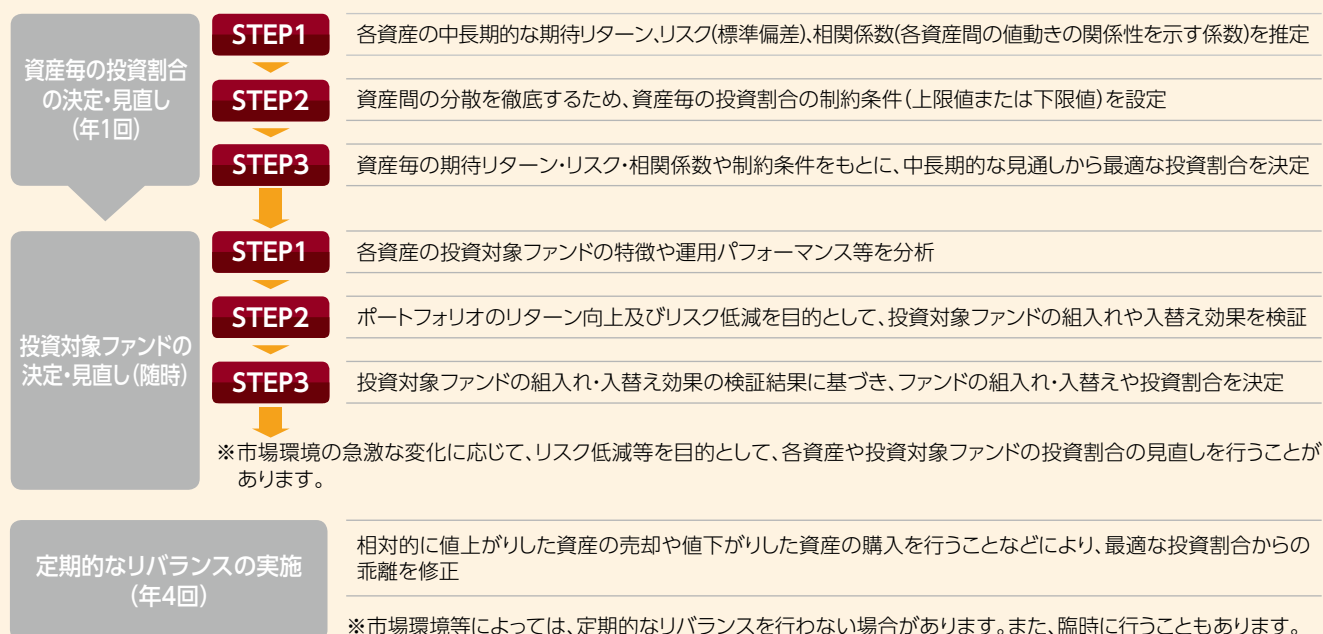 資産毎の投資割合
の決定・見直し
(年1回)
STEP1
各資産の中長期的な期待リターン、リスク(標準偏差)、相関係数(各資産間の値動きの関係性を示す係数)を推定
STEP2
資産間の分散を徹底するため、資産毎の投資割合の制約条件(上限値または下限値)を設定
STEP3
資産毎の期待リターン・リスク・相関係数や制約条件をもとに、中長期的な見通しから最適な投資割合を決定
投資対象ファンドの
決定・見直し(随時)
STEP1
各資産の投資対象ファンドの特徴や運用パフォーマンス等を分析
STEP2
ポートフォリオのリターン向上及びリスク低減を目的として、投資対象ファンドの組入れや入替え効果を検証
STEP3
投資対象ファンドの組入れ・入替え効果の検証結果に基づき、ファンドの組入れ・入替えや投資割合を決定
※市場環境の急激な変化に応じて、リスク低減等を目的として、各資産や投資対象ファンドの投資割合の見直しを行うことが
あります。
定期的なリバランスの実施
(年4回)
相対的に値上がりした資産の売却や値下がりした資産の購入を行うことなどにより、最適な投資割合からの
乖離を修正
※市場環境等によっては、定期的なリバランスを行わない場合があります。また、臨時に行うこともあります。